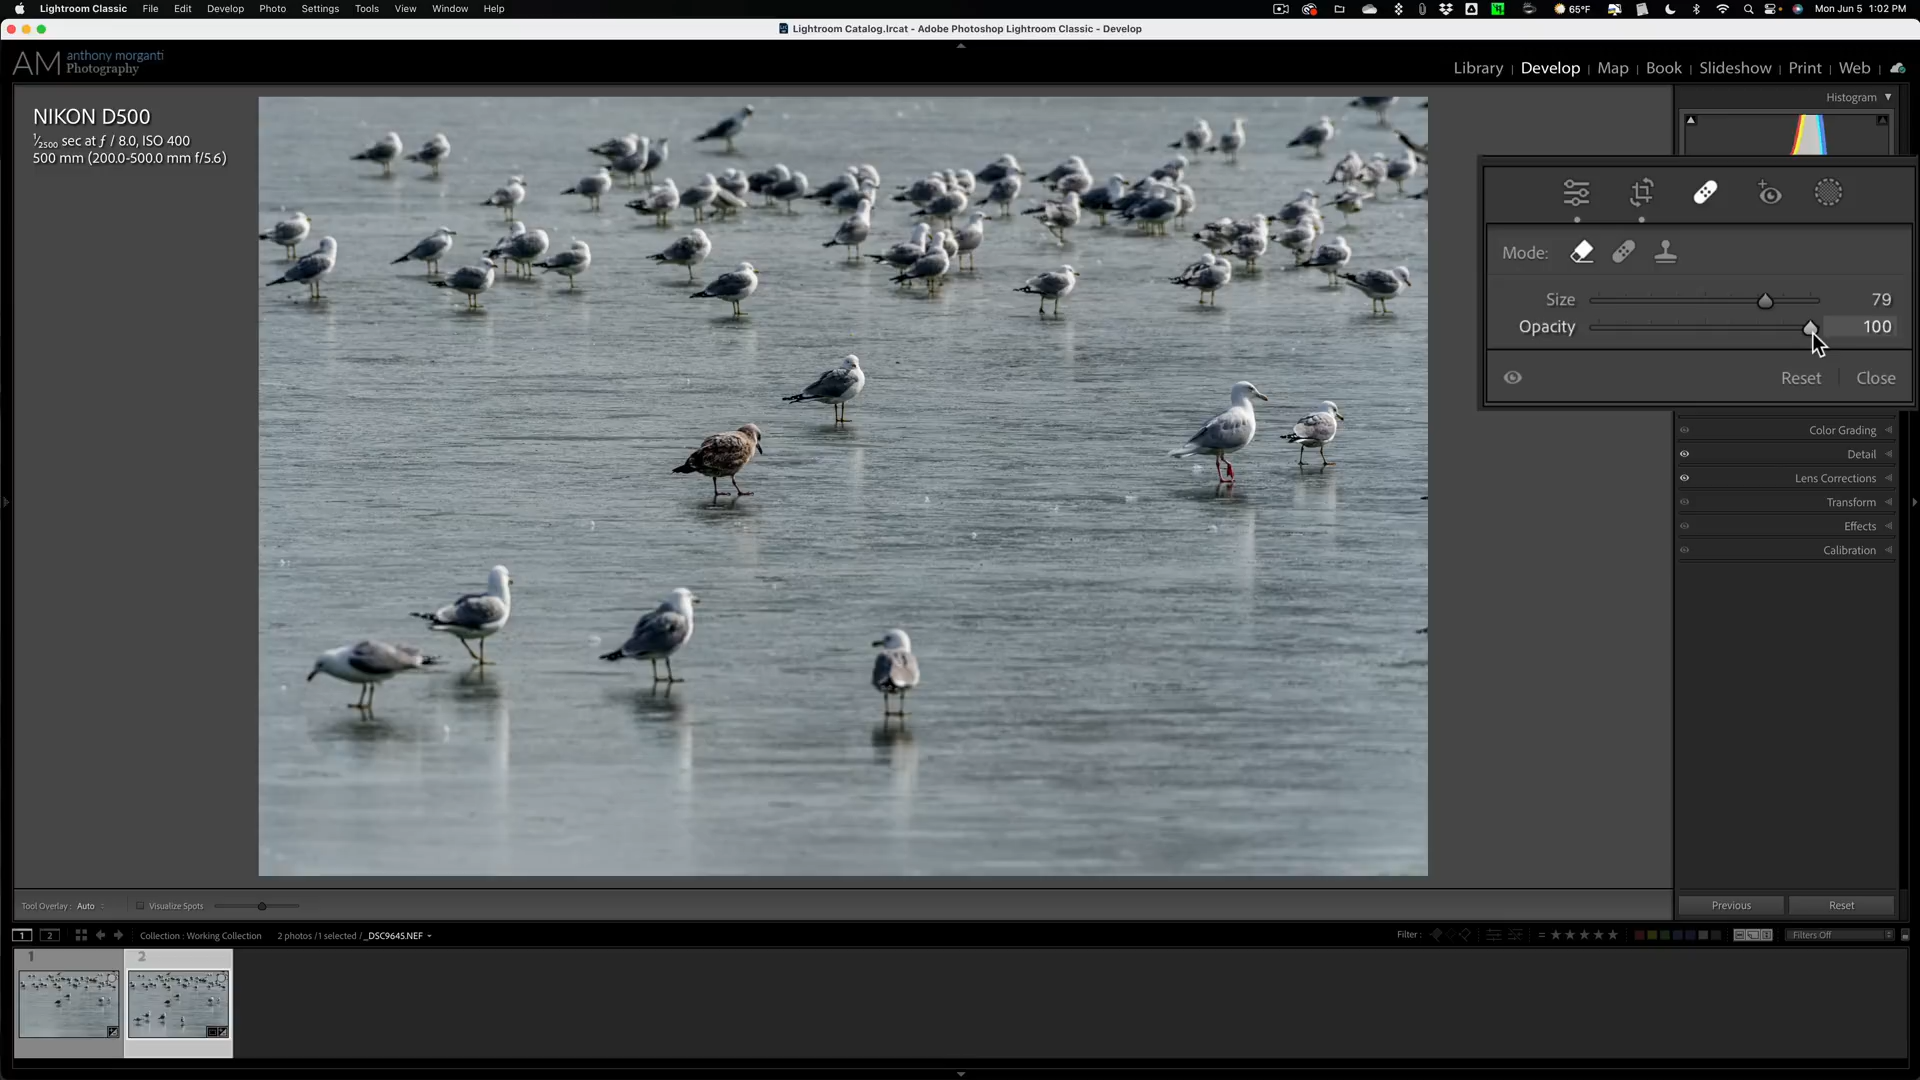 Lightroom Classic File Edit Develop Photo Settings Tools View Window Help 65°F Mon Jun 5 1:02 PM
Lightroom Catalog.lrcat - Adobe Photoshop Lightroom Classic - Develop
AM anthony morganti
Photography
Library | Develop | Map | Book | Slideshow | Print | Web
Histogram
NIKON D500
1/2500 sec at ƒ / 8.0, ISO 400
500 mm (200.0-500.0 mm f/5.6)
Mode:
Size 79
Opacity 100
Reset Close
Color Grading
Detail
Lens Corrections
Transform
Effects
Calibration
Tool Overlay : Auto Visualize Spots
Previous Reset
1 2 Collection : Working Collection 2 photos /1 selected /_DSC9645.NEF Filter : Filters Off
1 2